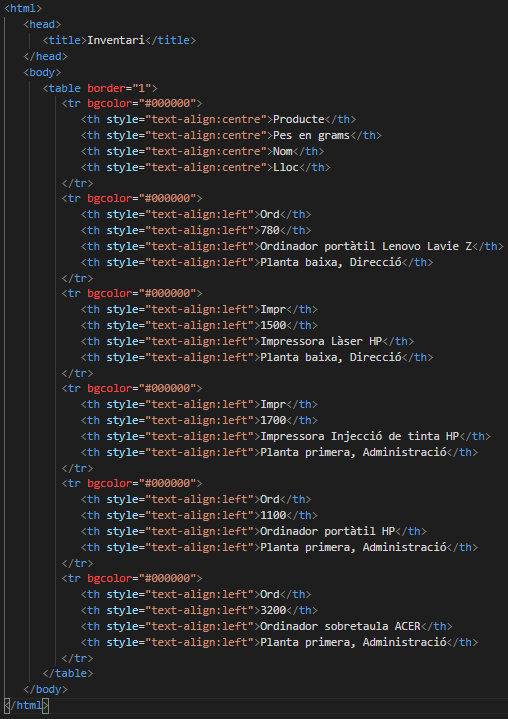 <html>
<head>
<title>Inventari</title>
</head>
<body>
<table border="1">
<tr bgcolor="#000000">
<th style="text-align:centre">Producte</th>
<th style="text-align:centre">Pes en grams</th>
<th style="text-align:centre">Nom</th>
<th style="text-align:centre">Lloc</th>
</tr>
<tr bgcolor="#000000">
<th style="text-align:left">Ord</th>
<th style="text-align:left">780</th>
<th style="text-align:left">Ordinador portàtil Lenovo Lavie Z</th>
<th style="text-align:left">Planta baixa, Direcció</th>
</tr>
<tr bgcolor="#000000">
<th style="text-align:left">Impr</th>
<th style="text-align:left">1500</th>
<th style="text-align:left">Impressora Làser HP</th>
<th style="text-align:left">Planta baixa, Direcció</th>
</tr>
<tr bgcolor="#000000">
<th style="text-align:left">Impr</th>
<th style="text-align:left">1700</th>
<th style="text-align:left">Impressora Injecció de tinta HP</th>
<th style="text-align:left">Planta primera, Administració</th>
</tr>
<tr bgcolor="#000000">
<th style="text-align:left">Ord</th>
<th style="text-align:left">1100</th>
<th style="text-align:left">Ordinador portàtil HP</th>
<th style="text-align:left">Planta primera, Administració</th>
</tr>
<tr bgcolor="#000000">
<th style="text-align:left">Ord</th>
<th style="text-align:left">3200</th>
<th style="text-align:left">Ordinador sobretaula ACER</th>
<th style="text-align:left">Planta primera, Administració</th>
</tr>
</table>
</body>
</html>